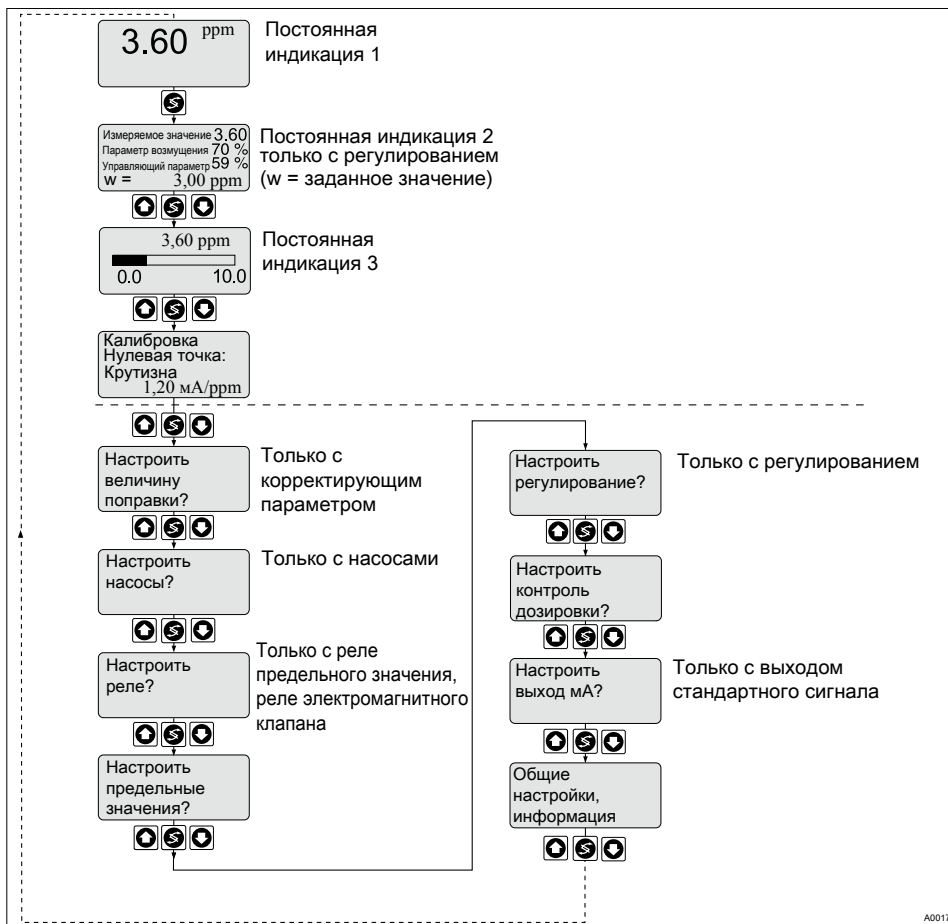 3.60 ppm
Постоянная
индикация 1
Измеряемое значение 3.60
Параметр возмущения 70 %
Управляющий параметр 59 %
w = 3,00 ppm
Постоянная индикация 2
только с регулированием
(w = заданное значение)
3,60 ppm
0.0 10.0
Постоянная
индикация 3
Калибровка
Нулевая точка:
Крутизна
1,20 мА/ppm
Настроить
величину
поправки?
Только с
корректирующим
параметром
Настроить
насосы?
Только с насосами
Настроить
реле?
Только с реле
предельного значения,
реле электромагнитного
клапана
Настроить
предельные
значения?
Настроить
регулирование?
Только с регулированием
Настроить
контроль
дозировки?
Настроить
выход мА?
Только с выходом
стандартного сигнала
Общие
настройки,
информация